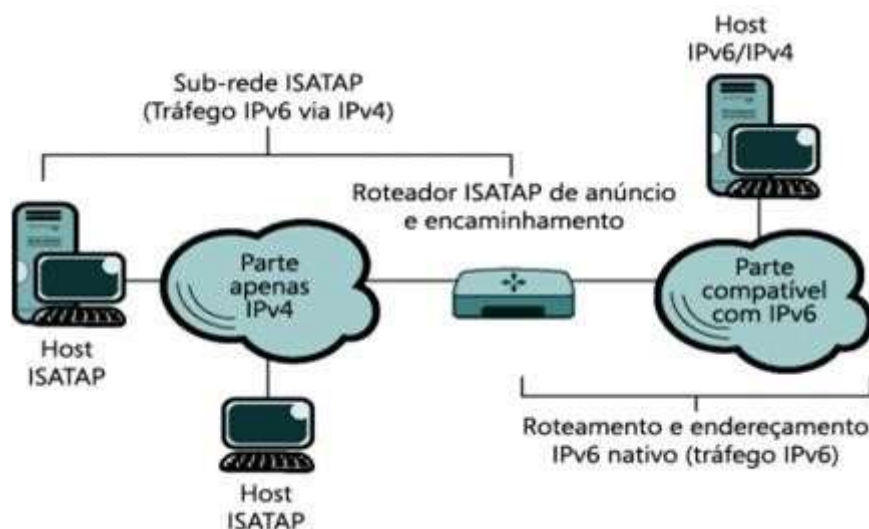 Host
IPv6/IPv4
Sub-rede ISATAP
(Tráfego IPv6 via IPv4)
Roteador ISATAP de anúncio
e encaminhamento
Parte
apenas
IPv4
Parte
compatível
com IPv6
Host
ISATAP
Roteamento e endereçamento
IPv6 nativo (tráfego IPv6)
Host
ISATAP